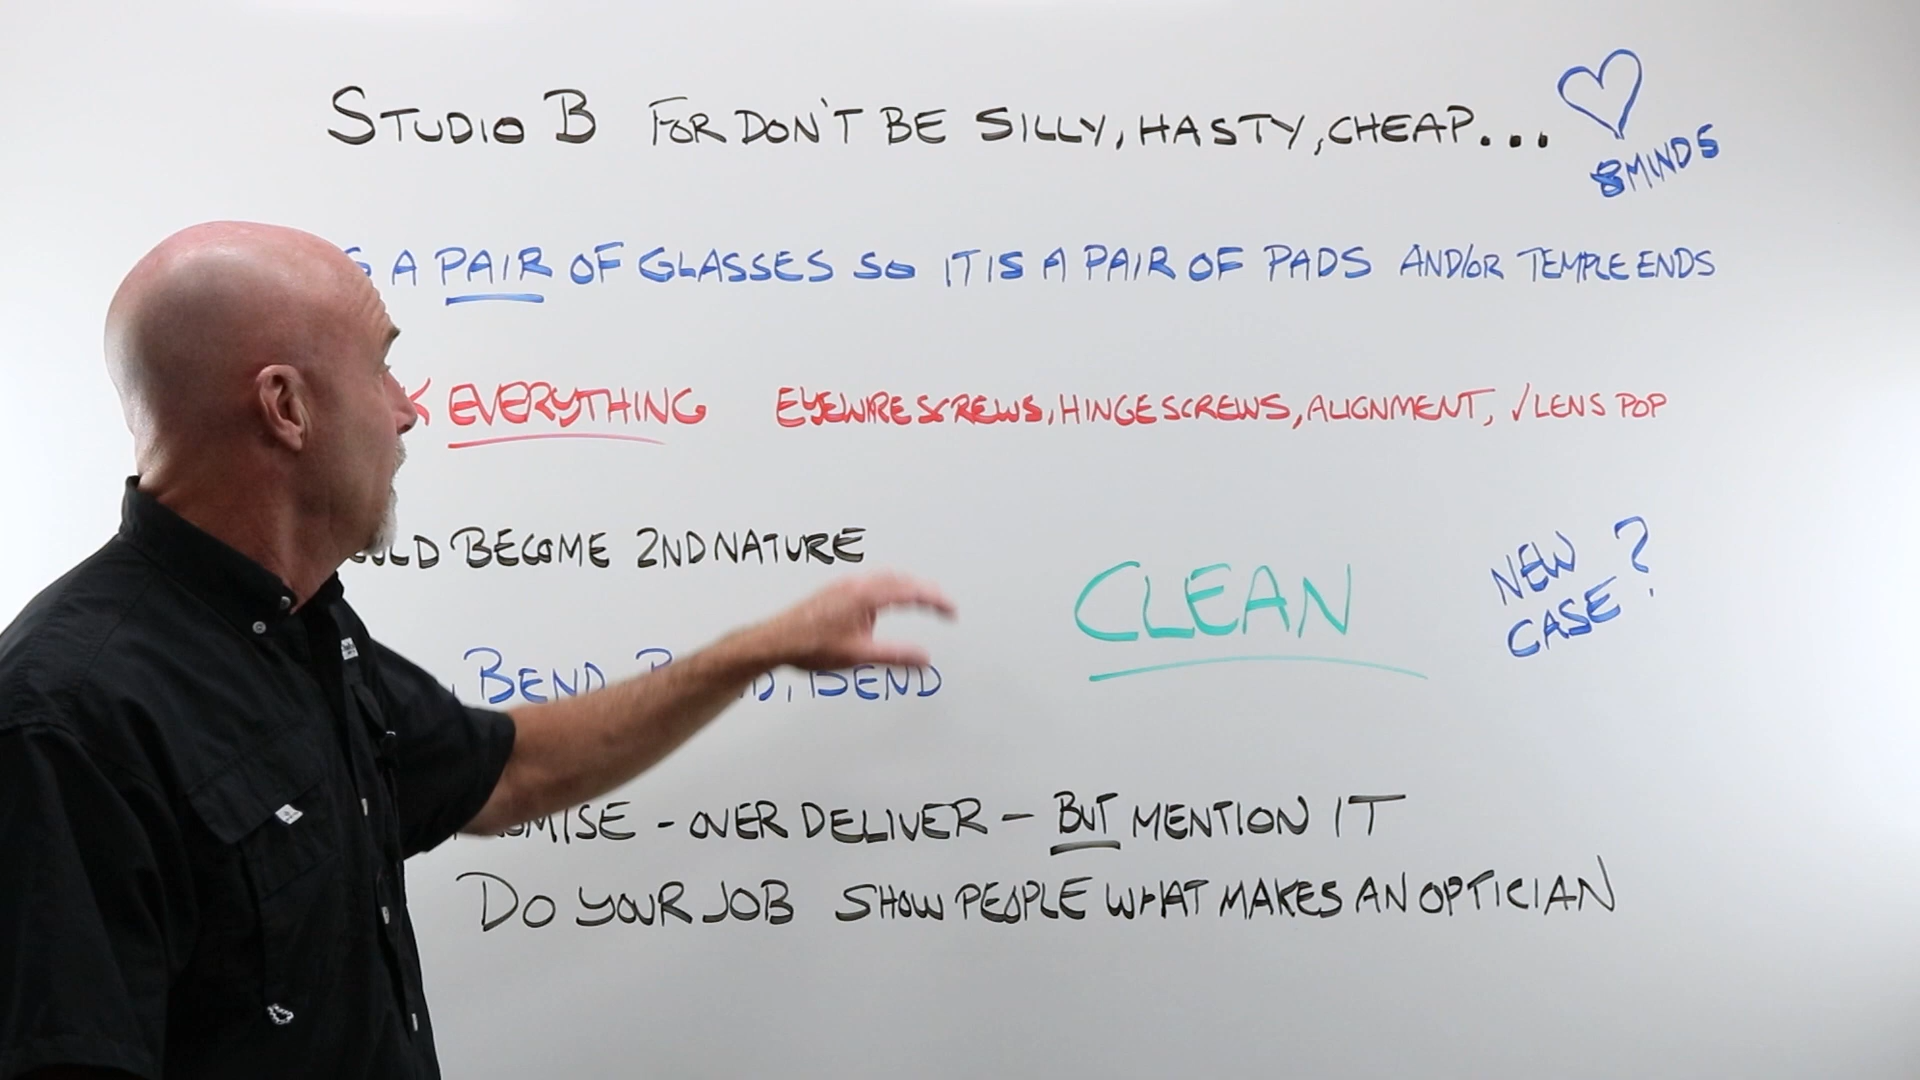 STUDIO B FOR DON'T BE SILLY, HASTY, CHEAP...
8MINDS
A PAIR OF GLASSES SO IT IS A PAIR OF PADS AND/OR TEMPLE ENDS
EVERYTHING EYEWIRE SCREWS, HINGE SCREWS, ALIGNMENT, √ LENS POP
BECOME 2ND NATURE
CLEAN
NEW CASE?
BEND, BEND
- OVER DELIVER - BUT MENTION IT
DO YOUR JOB SHOW PEOPLE WHAT MAKES AN OPTICIAN